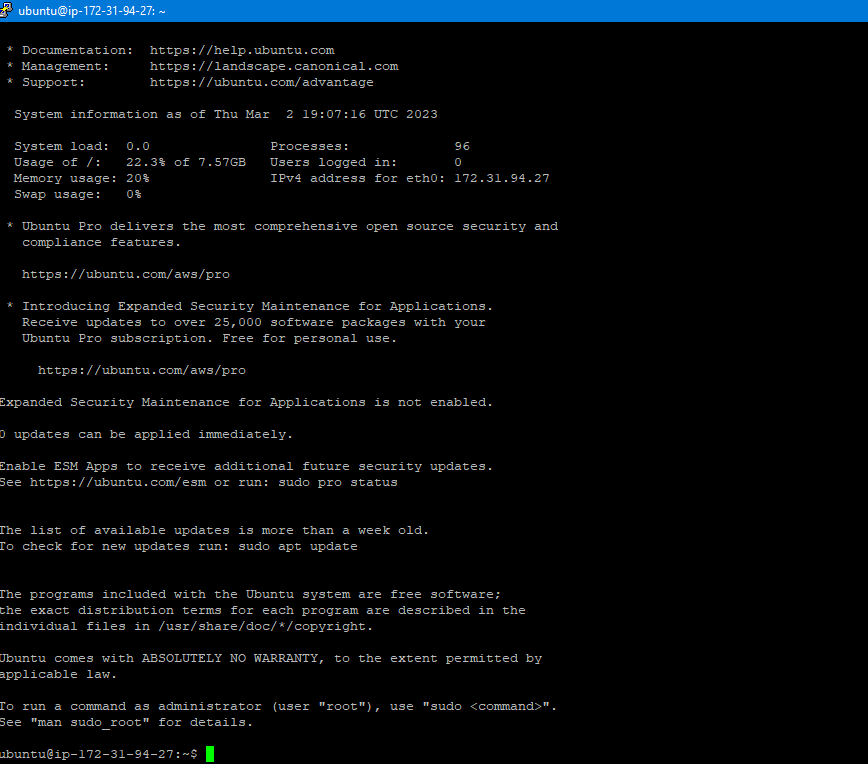 ubuntu@ip-172-31-94-27: ~
* Documentation:  https://help.ubuntu.com
* Management:     https://landscape.canonical.com
* Support:        https://ubuntu.com/advantage
System information as of Thu Mar  2 19:07:16 UTC 2023
System load:  0.0               Processes:             96
Usage of /:   22.3% of 7.57GB   Users logged in:       0
Memory usage: 20%               IPv4 address for eth0: 172.31.94.27
Swap usage:   0%
* Ubuntu Pro delivers the most comprehensive open source security and
compliance features.
https://ubuntu.com/aws/pro
* Introducing Expanded Security Maintenance for Applications.
Receive updates to over 25,000 software packages with your
Ubuntu Pro subscription. Free for personal use.
https://ubuntu.com/aws/pro
Expanded Security Maintenance for Applications is not enabled.
0 updates can be applied immediately.
Enable ESM Apps to receive additional future security updates.
See https://ubuntu.com/esm or run: sudo pro status
The list of available updates is more than a week old.
To check for new updates run: sudo apt update
The programs included with the Ubuntu system are free software;
the exact distribution terms for each program are described in the
individual files in /usr/share/doc/*/copyright.
Ubuntu comes with ABSOLUTELY NO WARRANTY, to the extent permitted by
applicable law.
To run a command as administrator (user "root"), use "sudo <command>".
See "man sudo_root" for details.
ubuntu@ip-172-31-94-27:~$